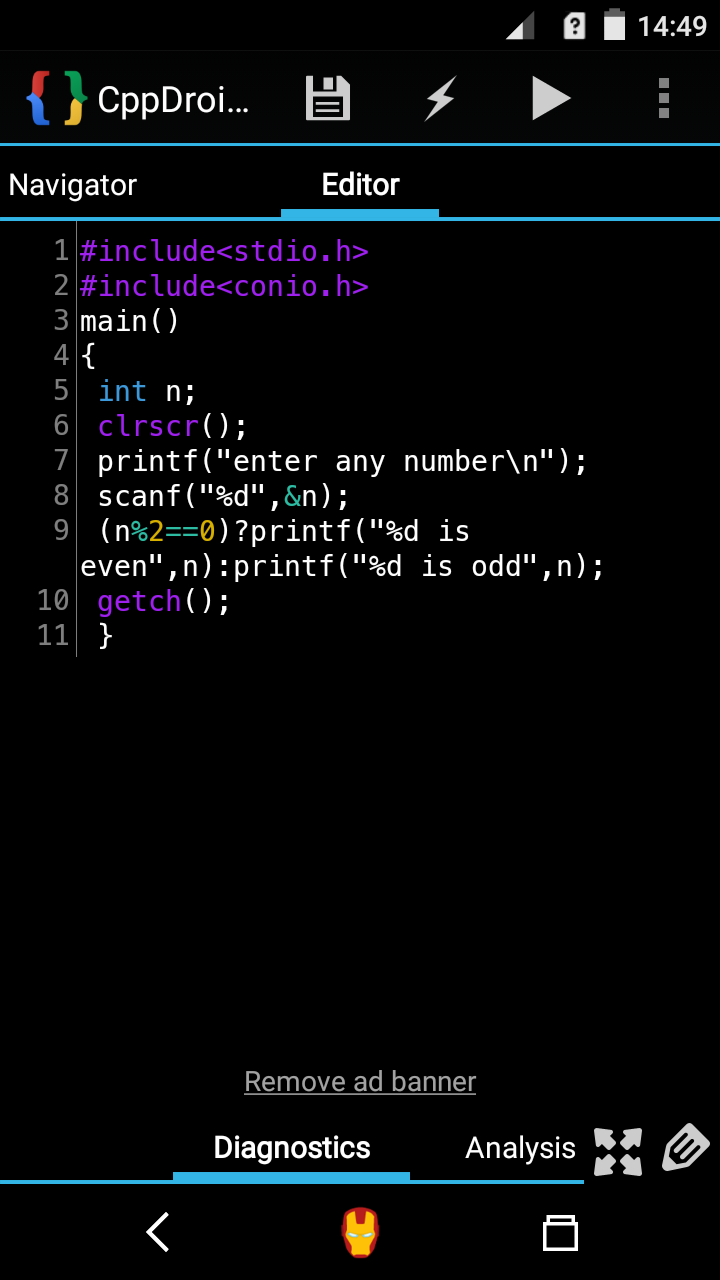 14:49
CppDroi...
Navigator Editor
1 #include<stdio.h>
2 #include<conio.h>
3 main()
4 {
5 int n;
6 clrscr();
7 printf("enter any number\n");
8 scanf("%d",&n);
9 (n%2==0)?printf("%d is
even",n):printf("%d is odd",n);
10 getch();
11 }
Remove ad banner
Diagnostics Analysis